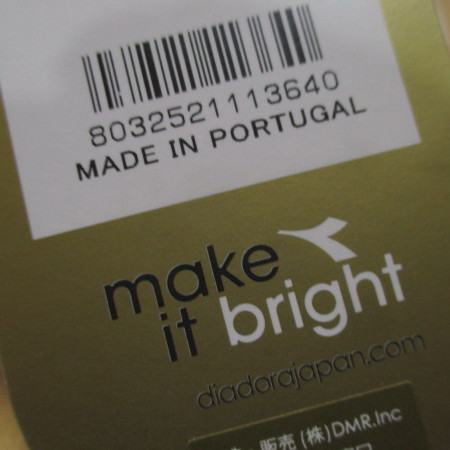 8032521113640
MADE IN PORTUGAL
make
it bright
diadorajapan.com
販売 (株)DMR.Inc